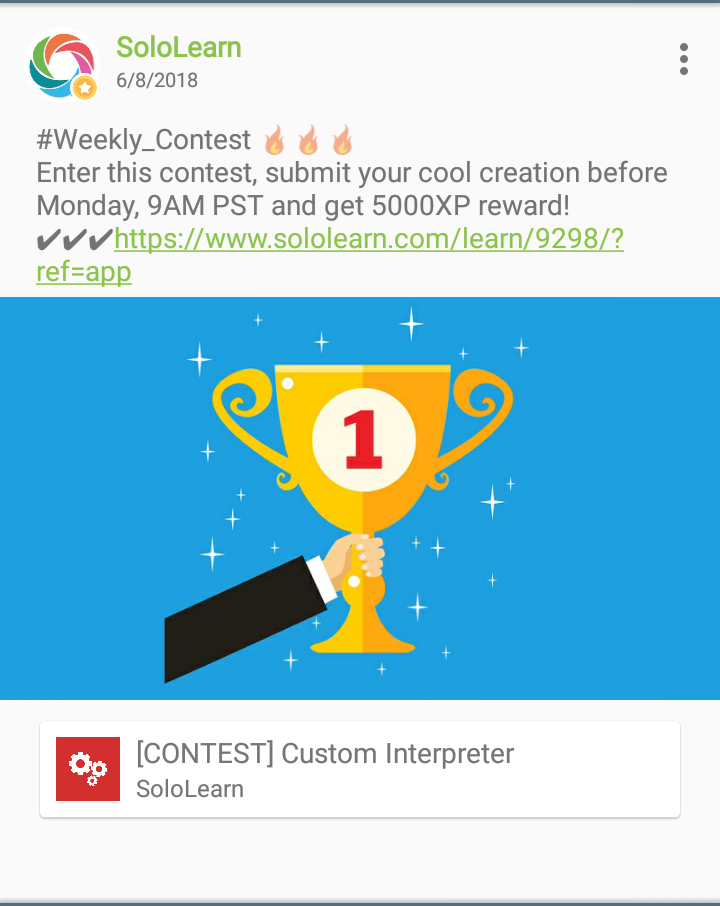 SoloLearn
6/8/2018
#Weekly_Contest 🔥🔥🔥
Enter this contest, submit your cool creation before
Monday, 9AM PST and get 5000XP reward!
✔✔✔https://www.sololearn.com/learn/9298/?
ref=app
1
[CONTEST] Custom Interpreter
SoloLearn